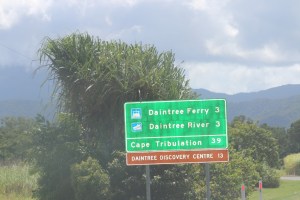 Daintree Ferry 3
Daintree River 3
Cape Tribulation 39
DAINTREE DISCOVERY CENTRE 13